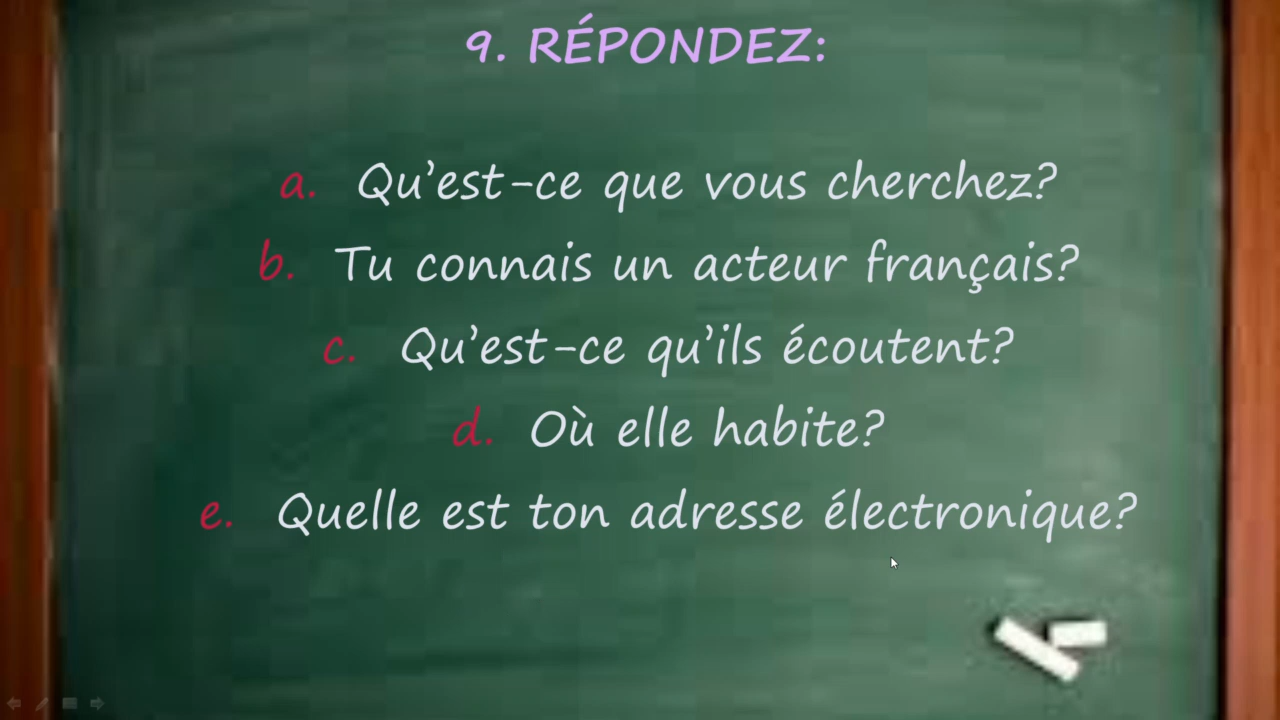 9. RÉPONDEZ:
a. Qu’est-ce que vous cherchez?
b. Tu connais un acteur français?
c. Qu’est-ce qu’ils écoutent?
d. Où elle habite?
e. Quelle est ton adresse électronique?